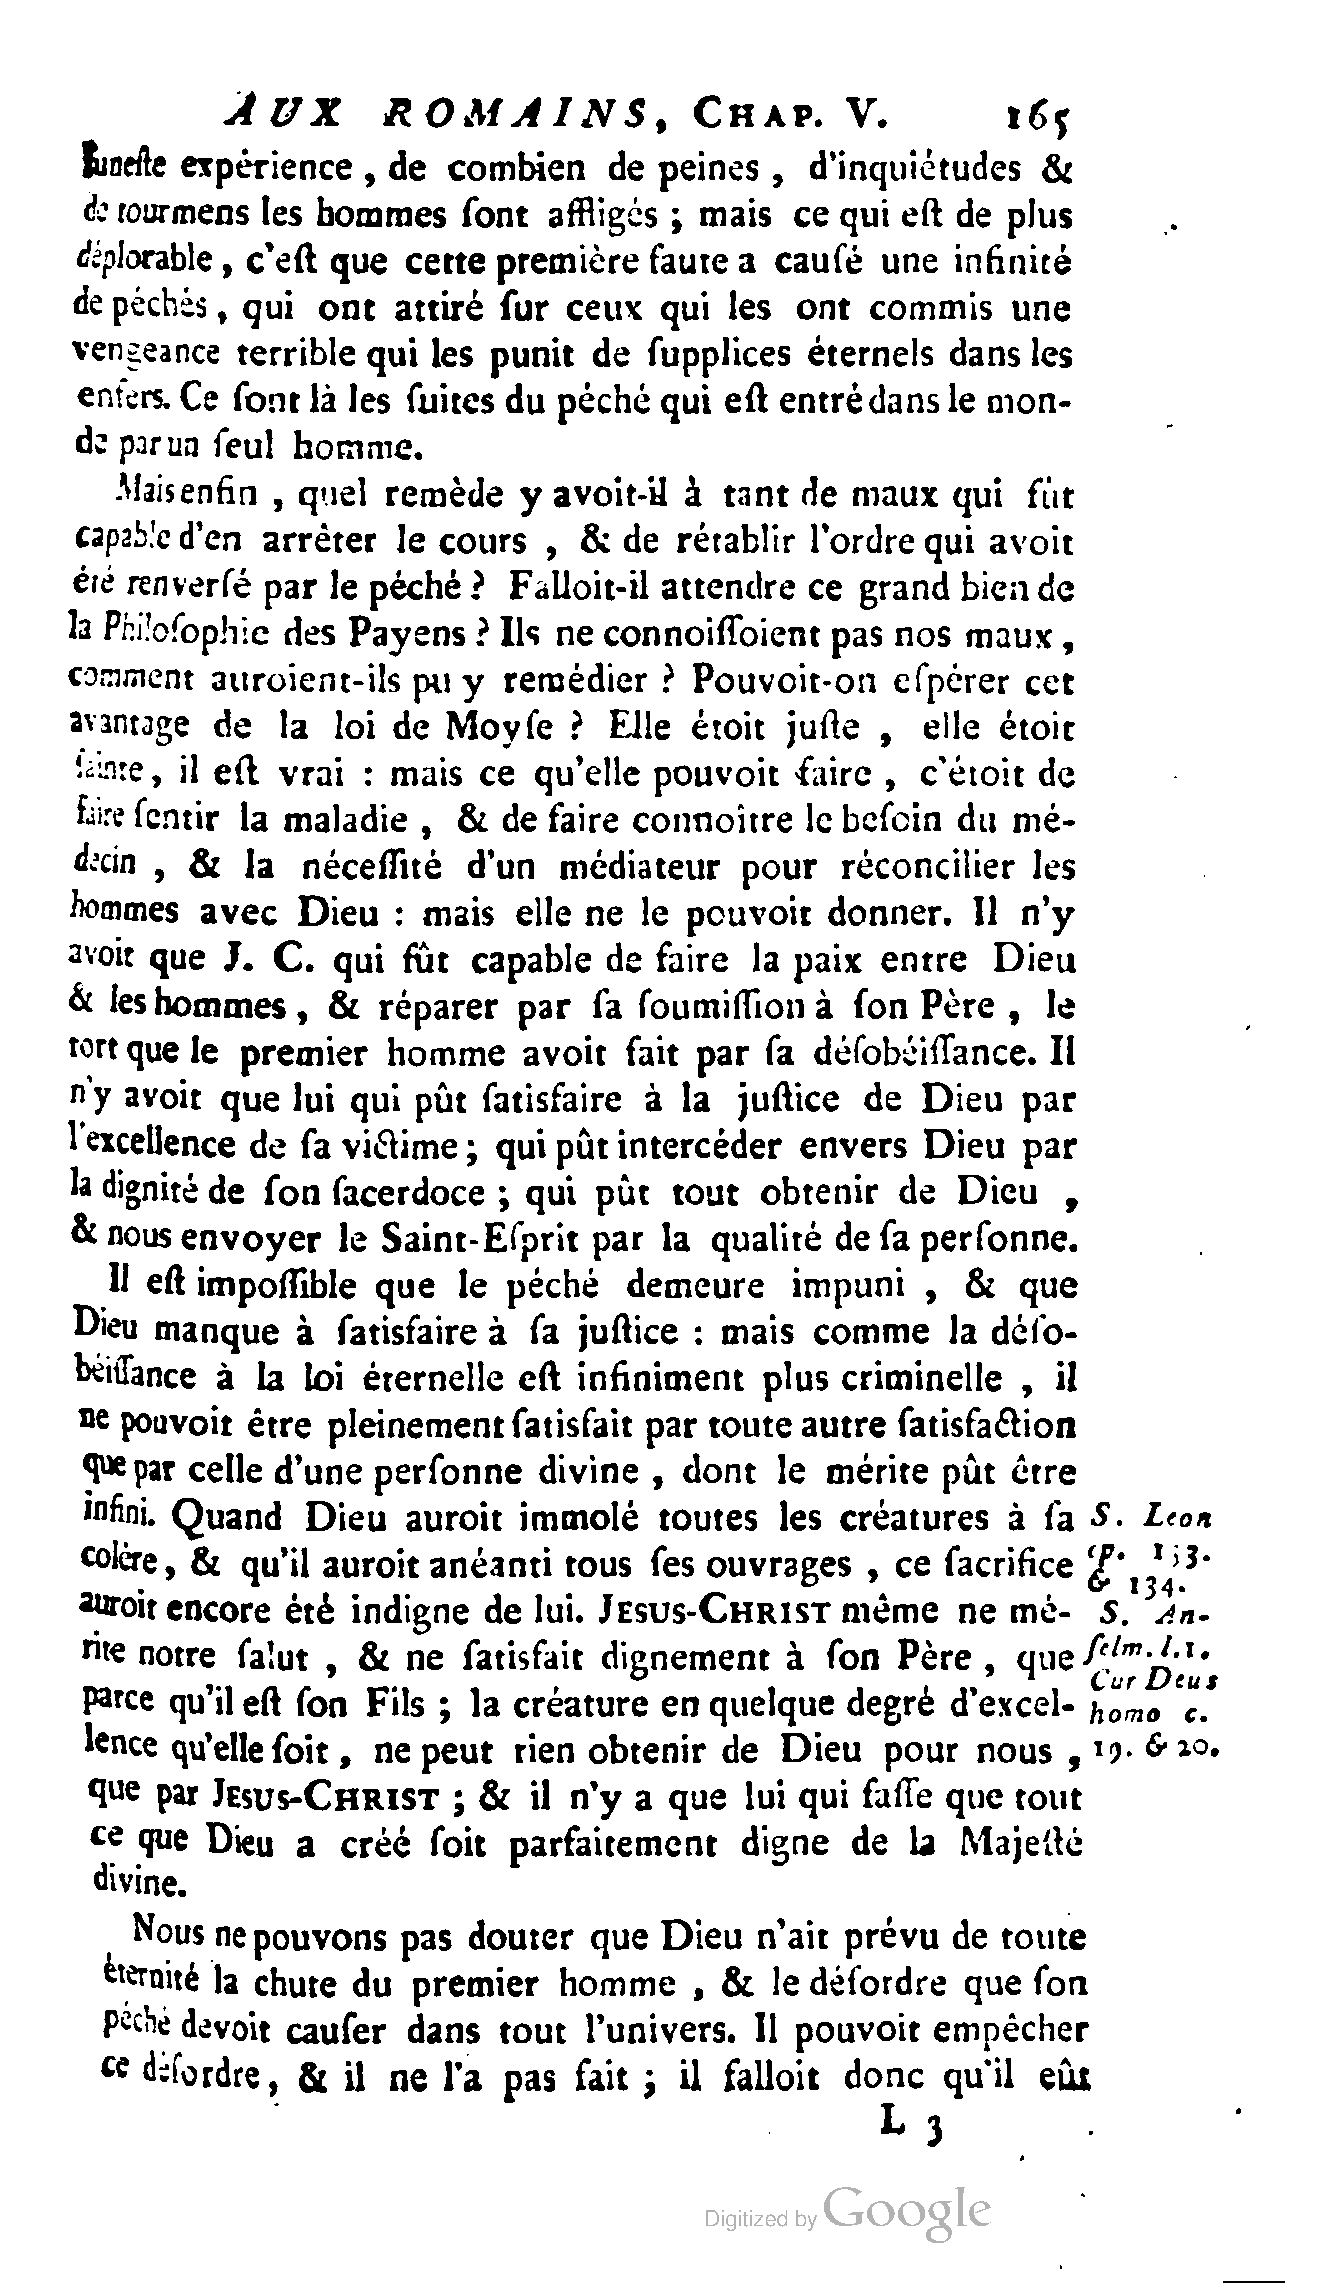 AUX ROMAINS, CHAP. V. 165
funeſte expérience , de combien de peines , d'inquiétudes &
de tourmens les hommes ſont affligés ; mais ce qui eſt de plus
déplorable , c'eſt que cette première faute a cauſé une infinité
de péchés , qui ont attiré ſur ceux qui les ont commis une
vengeance terrible qui les punit de ſupplices éternels dans les
enfers. Ce ſont là les ſuites du péché qui eſt entré dans le mon-
de par un ſeul homme.
Mais enfin , quel remède y avoit-il à tant de maux qui fût
capable d'en arrêter le cours , & de rétablir l'ordre qui avoit
été renverſé par le péché ? Falloit-il attendre ce grand bien de
la Philoſophie des Payens ? Ils ne connoiſſoient pas nos maux ,
comment auroient-ils pu y remédier ? Pouvoit-on eſpérer cet
avantage de la loi de Moyſe ? Elle étoit juſte , elle étoit
ſainte , il eſt vrai : mais ce qu'elle pouvoit faire , c'étoit de
faire ſentir la maladie , & de faire connoître le beſoin du mé-
decin , & la néceſſité d'un médiateur pour réconcilier les
hommes avec Dieu : mais elle ne le pouvoit donner. Il n'y
avoit que J. C. qui fût capable de faire la paix entre Dieu
& les hommes , & réparer par ſa ſoumiſſion à ſon Père , le
tort que le premier homme avoit fait par ſa déſobéiſſance. Il
n'y avoit que lui qui pût ſatisfaire à la juſtice de Dieu par
l'excellence de ſa victime ; qui pût intercéder envers Dieu par
la dignité de ſon ſacerdoce ; qui pût tout obtenir de Dieu ,
& nous envoyer le Saint-Eſprit par la qualité de ſa perſonne.
Il eſt impoſſible que le péché demeure impuni , & que
Dieu manque à ſatisfaire à ſa juſtice : mais comme la déſo-
béiſſance à la loi éternelle eſt infiniment plus criminelle , il
ne pouvoit être pleinement ſatisfait par toute autre ſatisfaction
que par celle d'une perſonne divine , dont le mérite pût être
infini. Quand Dieu auroit immolé toutes les créatures à ſa
colère , & qu'il auroit anéanti tous ſes ouvrages , ce ſacrifice
auroit encore été indigne de lui. JESUS-CHRIST même ne mé-
rite notre ſalut , & ne ſatisfait dignement à ſon Père , que
parce qu'il eſt ſon Fils ; la créature en quelque degré d'excel-
lence qu'elle ſoit , ne peut rien obtenir de Dieu pour nous ,
que par JESUS-CHRIST ; & il n'y a que lui qui faſſe que tout
ce que Dieu a créé ſoit parfaitement digne de la Majeſté
divine.
S. Leon
ep. 133.
& 134.
S. An-
ſelm. l. 1.
Cur Deus
homo c.
19. & 20.
Nous ne pouvons pas douter que Dieu n'ait prévu de toute
éternité la chute du premier homme , & le déſordre que ſon
péché devoit cauſer dans tout l'univers. Il pouvoit empêcher
ce déſordre , & il ne l'a pas fait ; il falloit donc qu'il eût
L 3
Digitized by Google